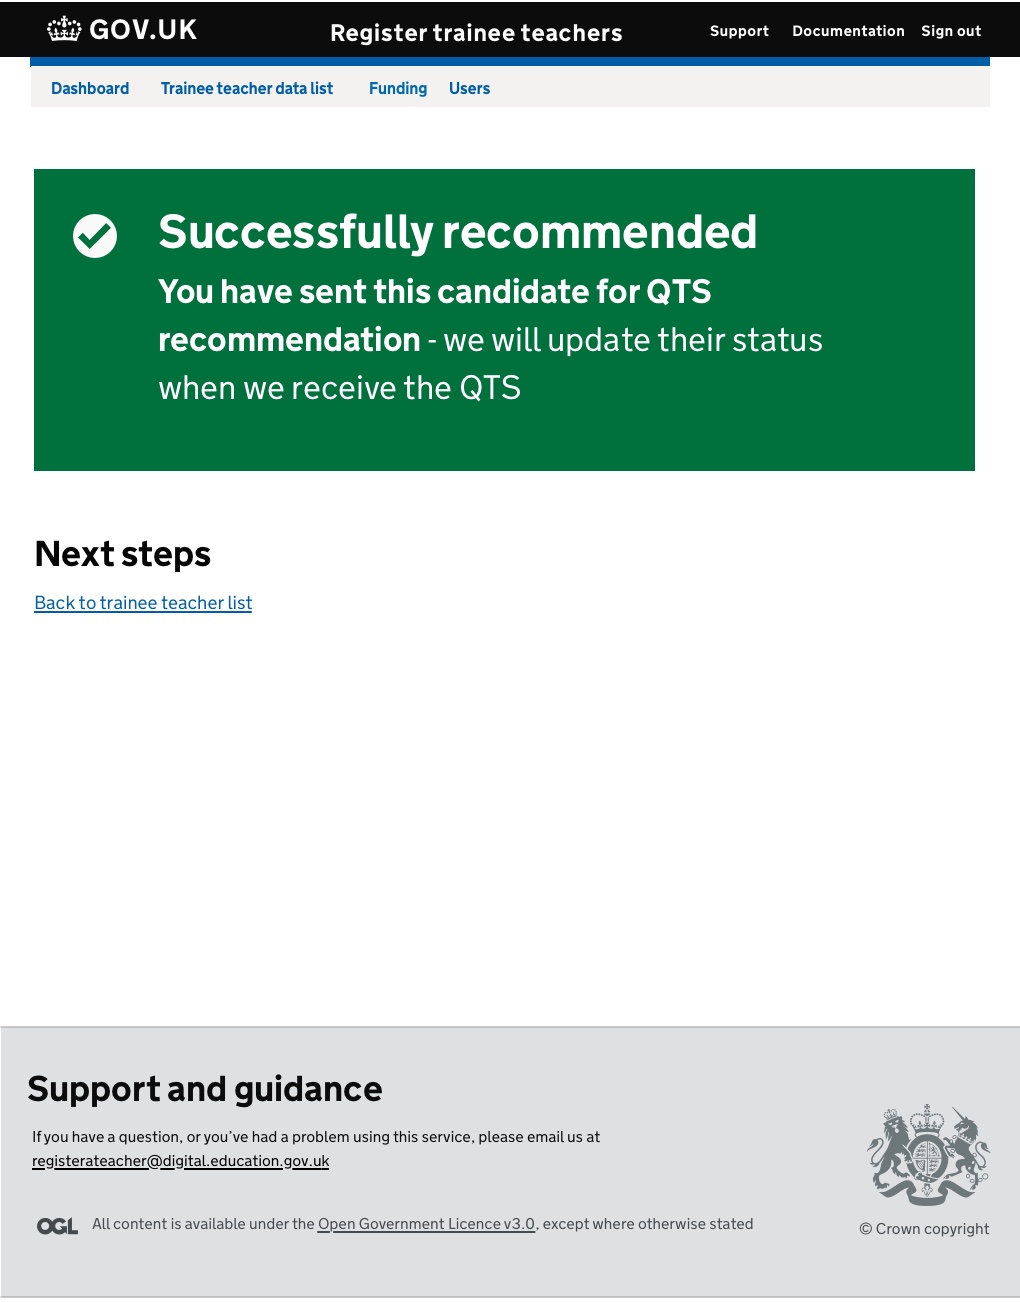 GOV.UK
Register trainee teachers
Support
Documentation
Sign out
Dashboard
Trainee teacher data list
Funding
Users
Successfully recommended
You have sent this candidate for QTS
recommendation - we will update their status
when we receive the QTS
Next steps
Back to trainee teacher list
Support and guidance
If you have a question, or you’ve had a problem using this service, please email us at
registerateacher@digital.education.gov.uk
OGL
All content is available under the Open Government Licence v3.0, except where otherwise stated
© Crown copyright